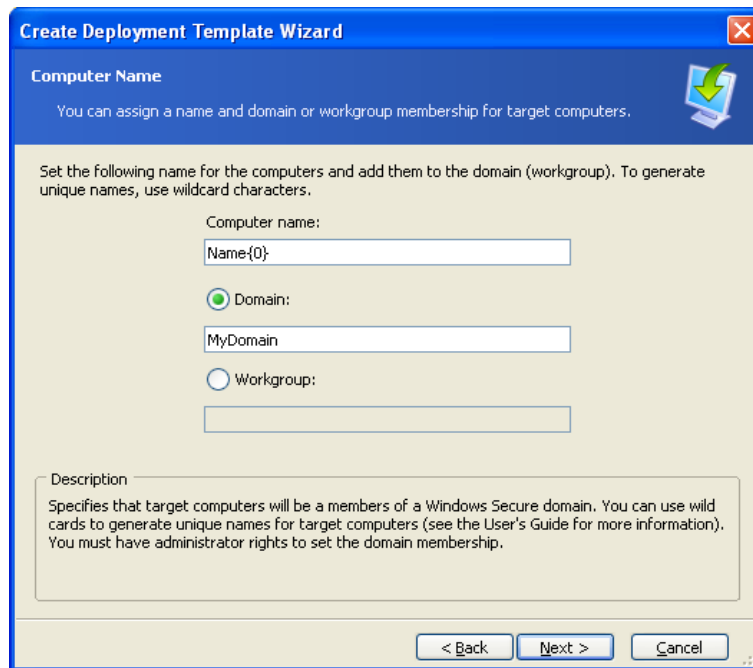 Create Deployment Template Wizard
Computer Name
You can assign a name and domain or workgroup membership for target computers.
Set the following name for the computers and add them to the domain (workgroup). To generate
unique names, use wildcard characters.
Computer name:
Name{0}
Domain:
MyDomain
Workgroup:
Description
Specifies that target computers will be a members of a Windows Secure domain. You can use wild
cards to generate unique names for target computers (see the User's Guide for more information).
You must have administrator rights to set the domain membership.
< Back
Next >
Cancel